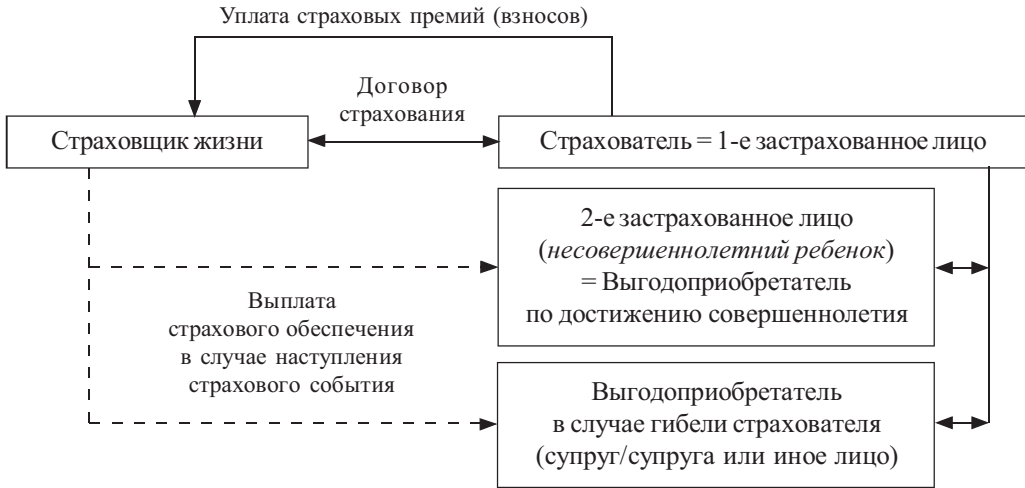 Уплата страховых премий (взносов)
Договор
страхования
Страховщик жизни
Страхователь = 1-е застрахованное лицо
2-е застрахованное лицо
(несовершеннолетний ребенок)
= Выгодоприобретатель
по достижению совершеннолетия
Выплата
страхового обеспечения
в случае наступления
страхового события
Выгодоприобретатель
в случае гибели страхователя
(супруг/супруга или иное лицо)